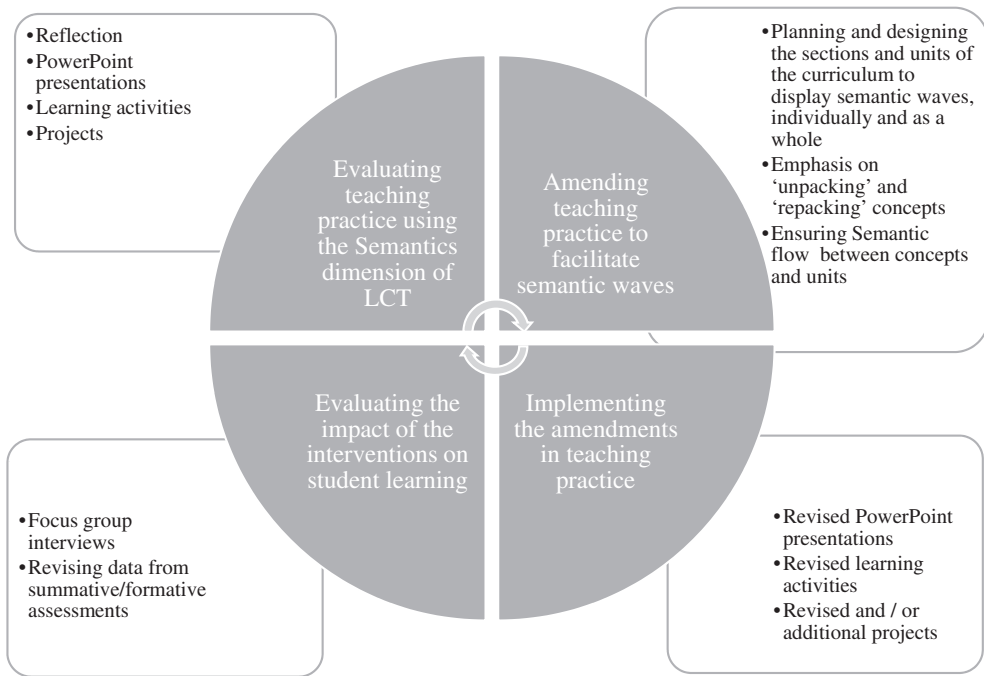 •Reflection
•PowerPoint
presentations
•Learning activities
•Projects
Evaluating
teaching
practice using
the Semantics
dimension of
LCT
Amending
teaching
practice to
facilitate
semantic waves
•Planning and designing
the sections and units of
the curriculum to
display semantic waves,
individually and as a
whole
•Emphasis on
‘unpacking’ and
‘repacking’ concepts
•Ensuring Semantic
flow between concepts
and units
•Focus group
interviews
•Revising data from
summative/formative
assessments
Evaluating the
impact of the
interventions on
student learning
Implementing
the amendments
in teaching
practice
•Revised PowerPoint
presentations
•Revised learning
activities
•Revised and / or
additional projects